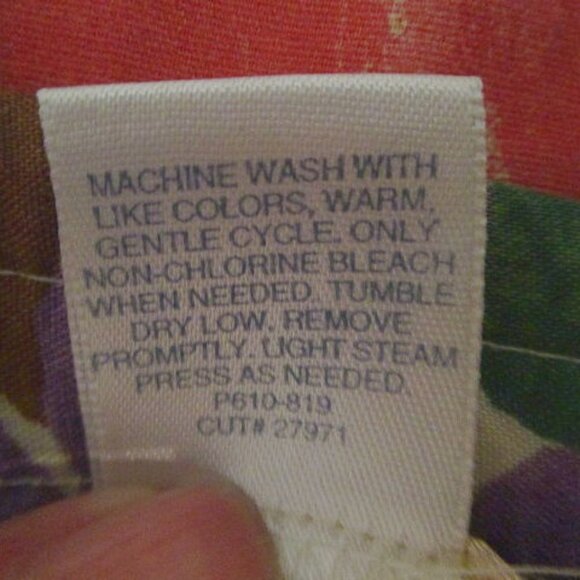 MACHINE WASH WITH
LIKE COLORS, WARM,
GENTLE CYCLE. ONLY
NON-CHLORINE BLEACH
WHEN NEEDED. TUMBLE
DRY LOW. REMOVE
PROMPTLY. LIGHT STEAM
PRESS AS NEEDED.
P610-819
CUT# 27971